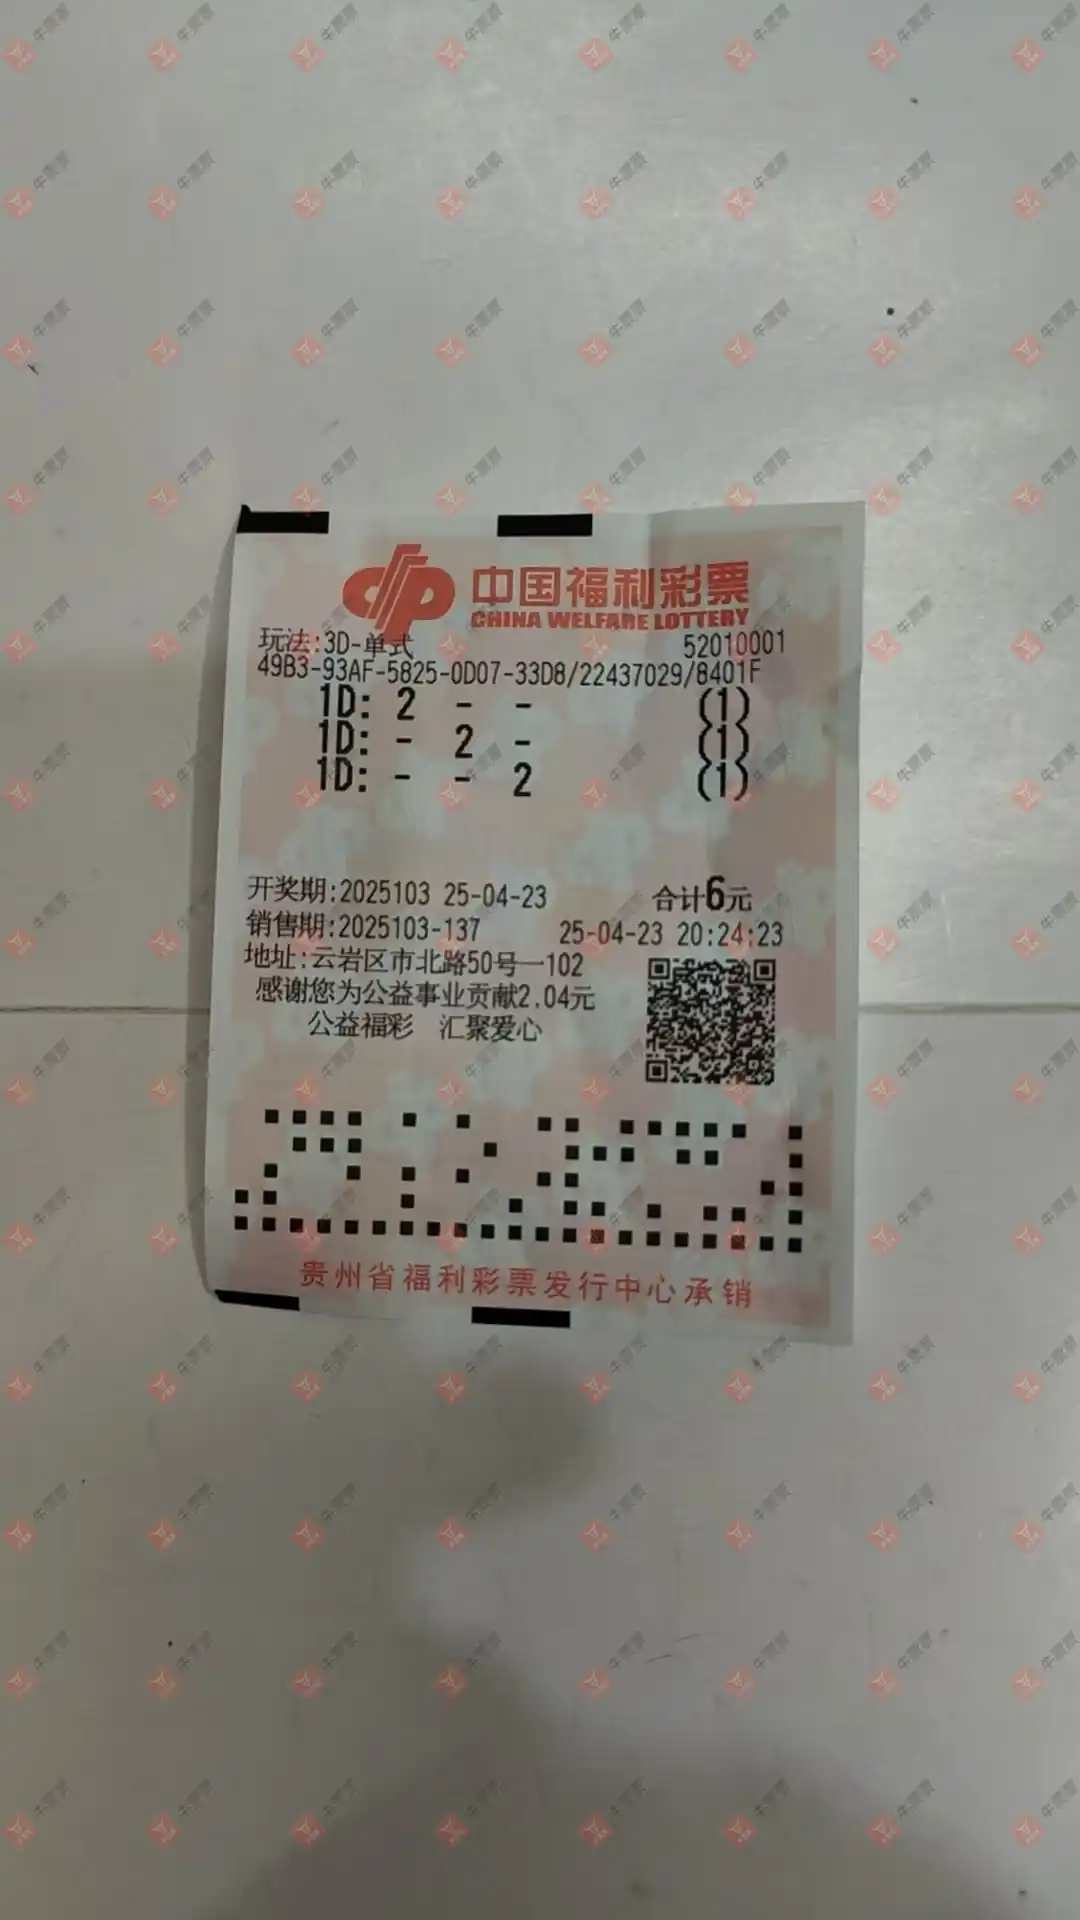 中国福利彩票
CHINA WELFARE LOTTERY
玩法:3D-单式 52010001
49B3-93AF-5825-0D07-33D8/22437029/8401F
1D: 2 - - (1)
1D: - 2 - (1)
1D: - - 2 (1)
开奖期:2025103 25-04-23 合计6元
销售期:2025103-137 25-04-23 20:24:23
地址:云岩区市北路50号一102
感谢您为公益事业贡献2.04元
公益福彩 汇聚爱心
贵州省福利彩票发行中心承销